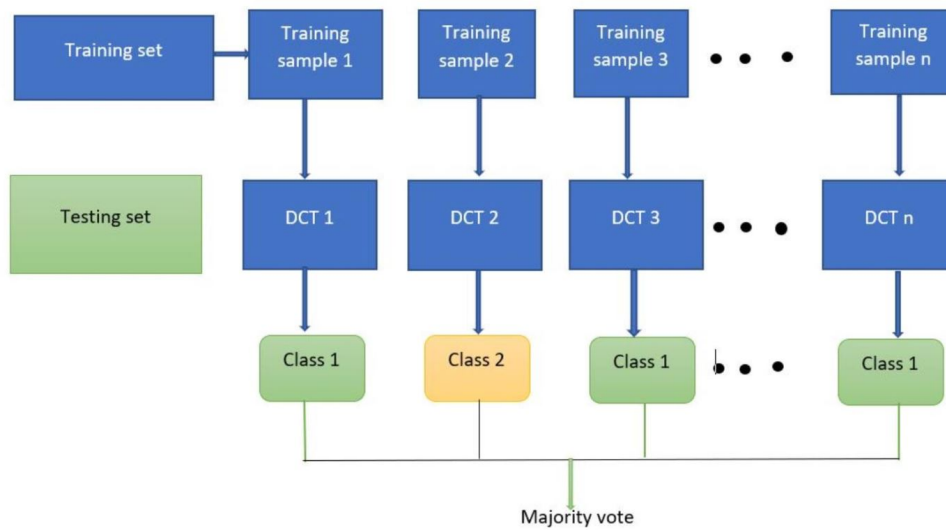 Training set
Training
sample 1
Training
sample 2
Training
sample 3
Training
sample n
Testing set
DCT 1
DCT 2
DCT 3
DCT n
Class 1
Class 2
Class 1
Class 1
Majority vote